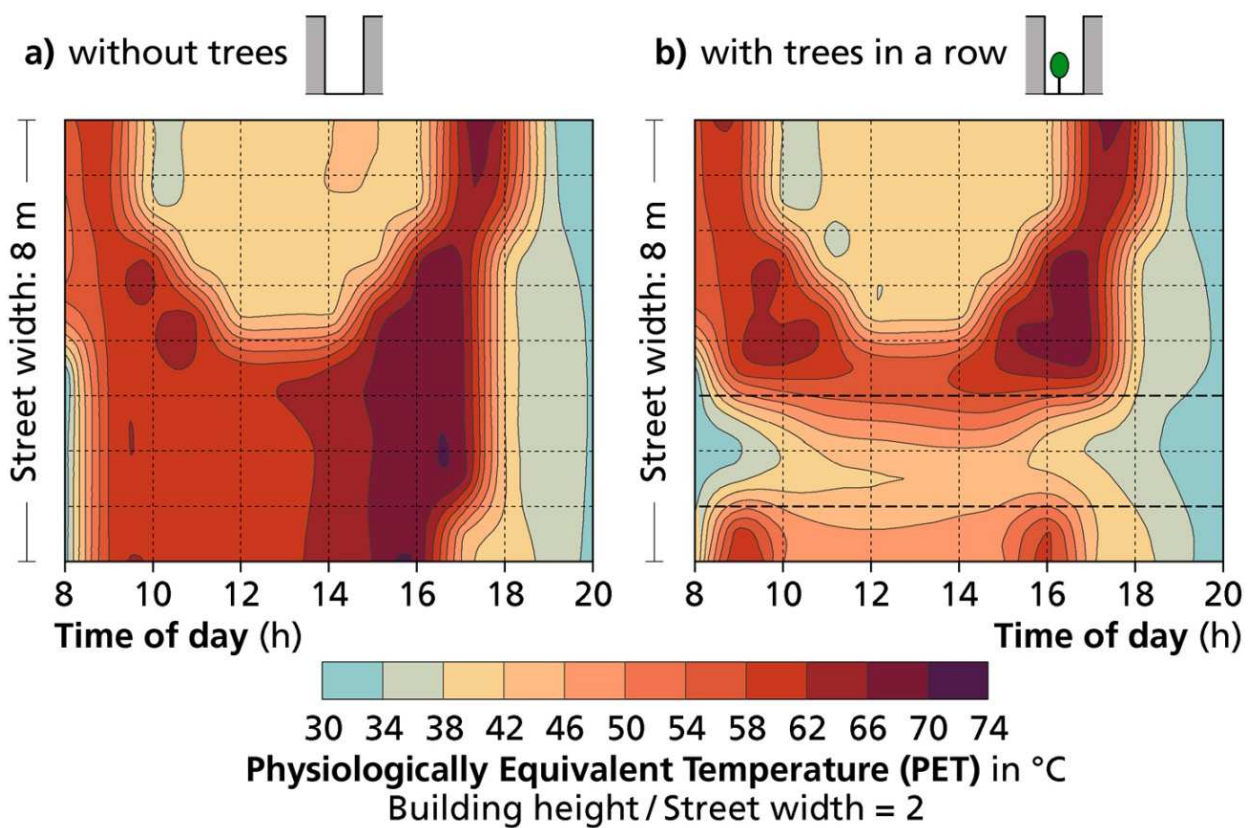 a) without trees
b) with trees in a row
Street width: 8 m
Street width: 8 m
8 10 12 14 16 18 20
8 10 12 14 16 18 20
Time of day (h)
Time of day (h)
30 34 38 42 46 50 54 58 62 66 70 74
Physiologically Equivalent Temperature (PET) in °C
Building height / Street width = 2